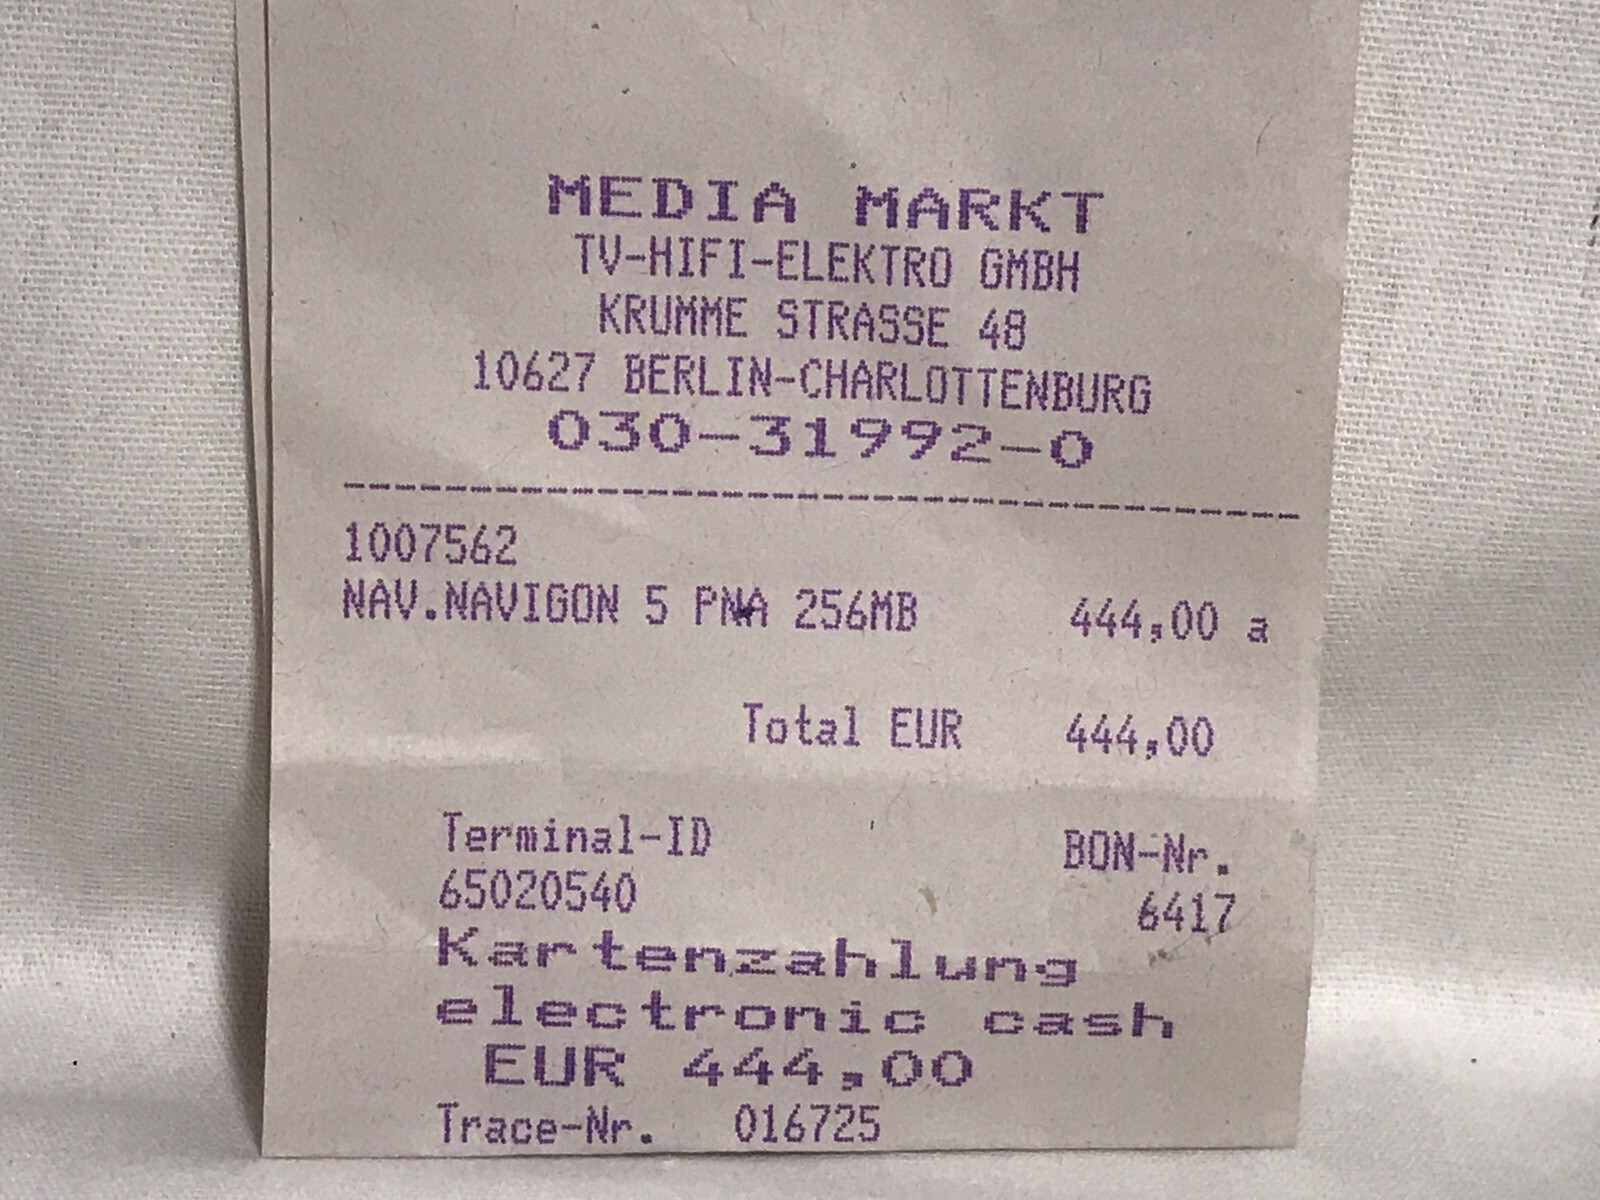 MEDIA MARKT
TV-HIFI-ELEKTRO GMBH
KRUMME STRASSE 48
10627 BERLIN-CHARLOTTENBURG
030-31992-0
1007562
NAV.NAVIGON 5 PNA 256MB 444,00 a
Total EUR 444,00
Terminal-ID BON-Nr.
65020540 6417
Kartenzahlung
electronic cash
EUR 444,00
Trace-Nr. 016725